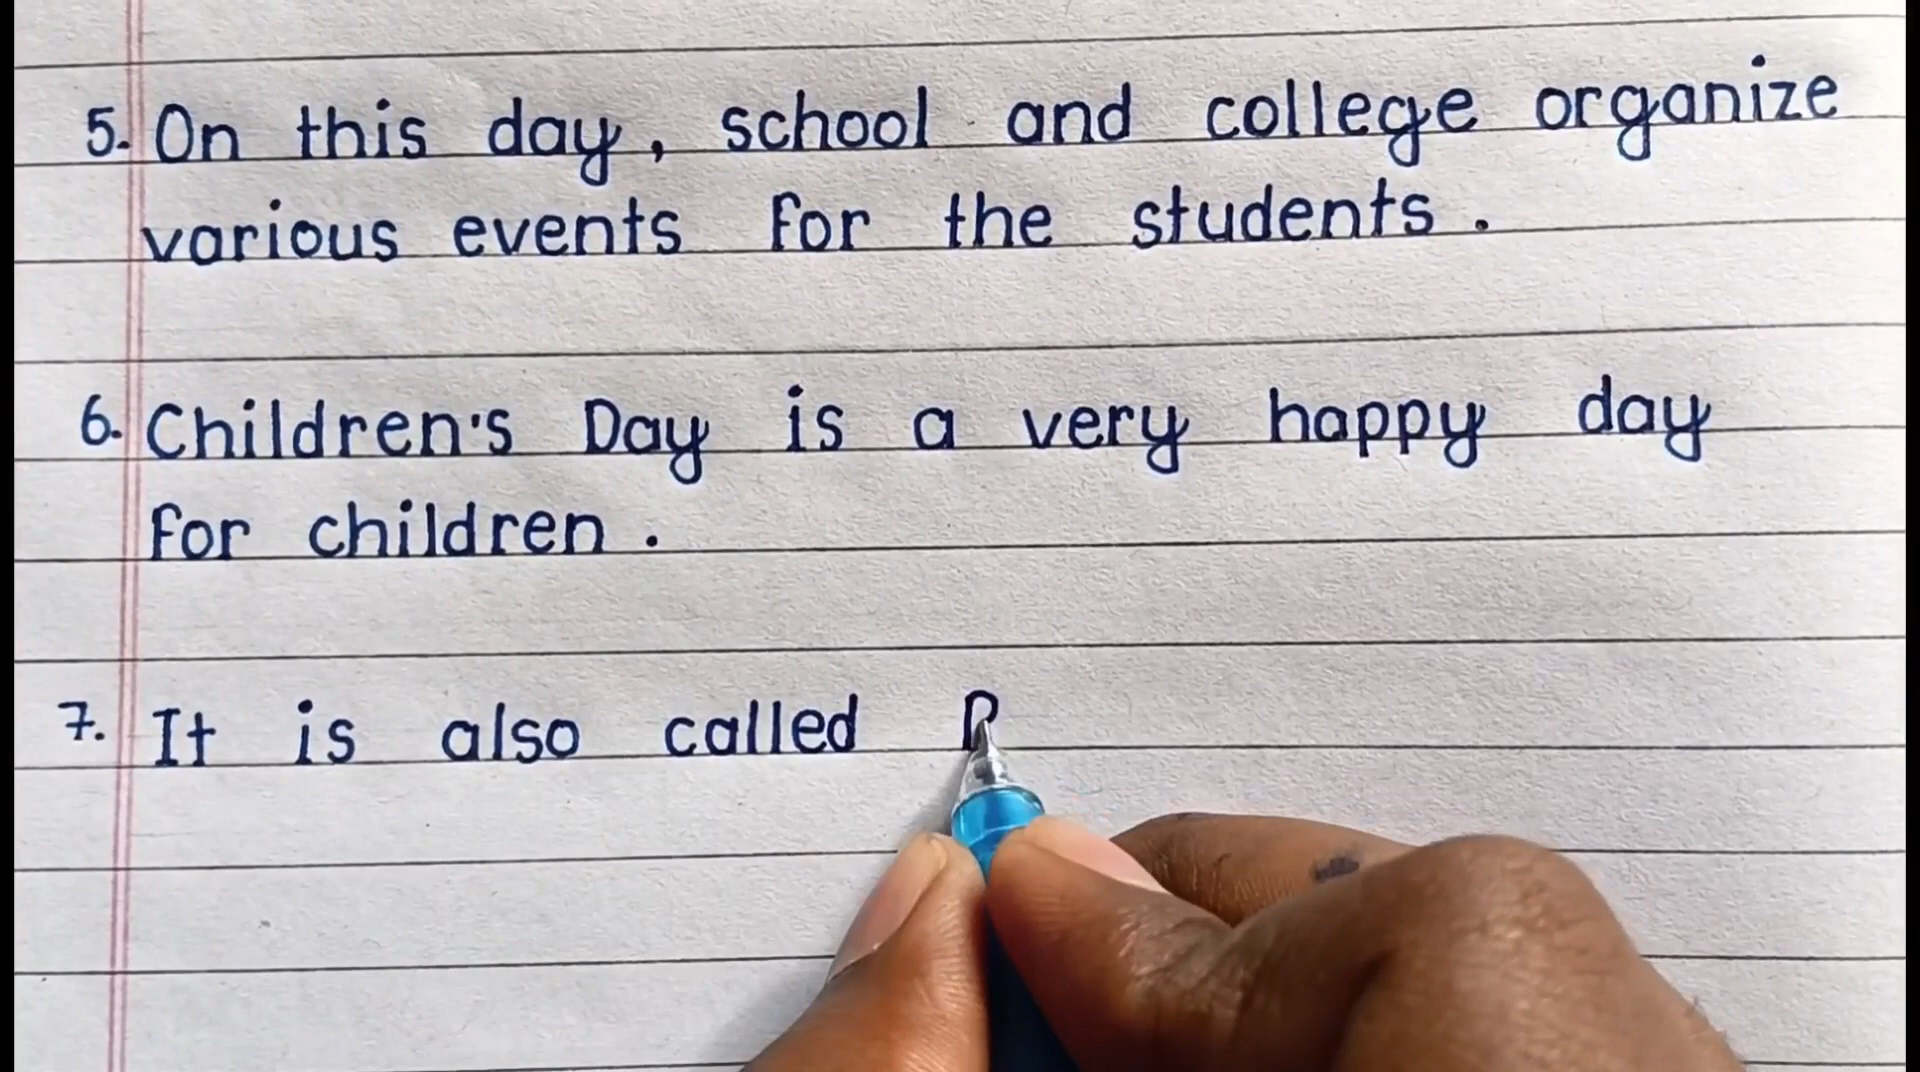 5. On this day, school and college organize
various events for the students.
6. Children's Day is a very happy day
for children.
7. It is also called